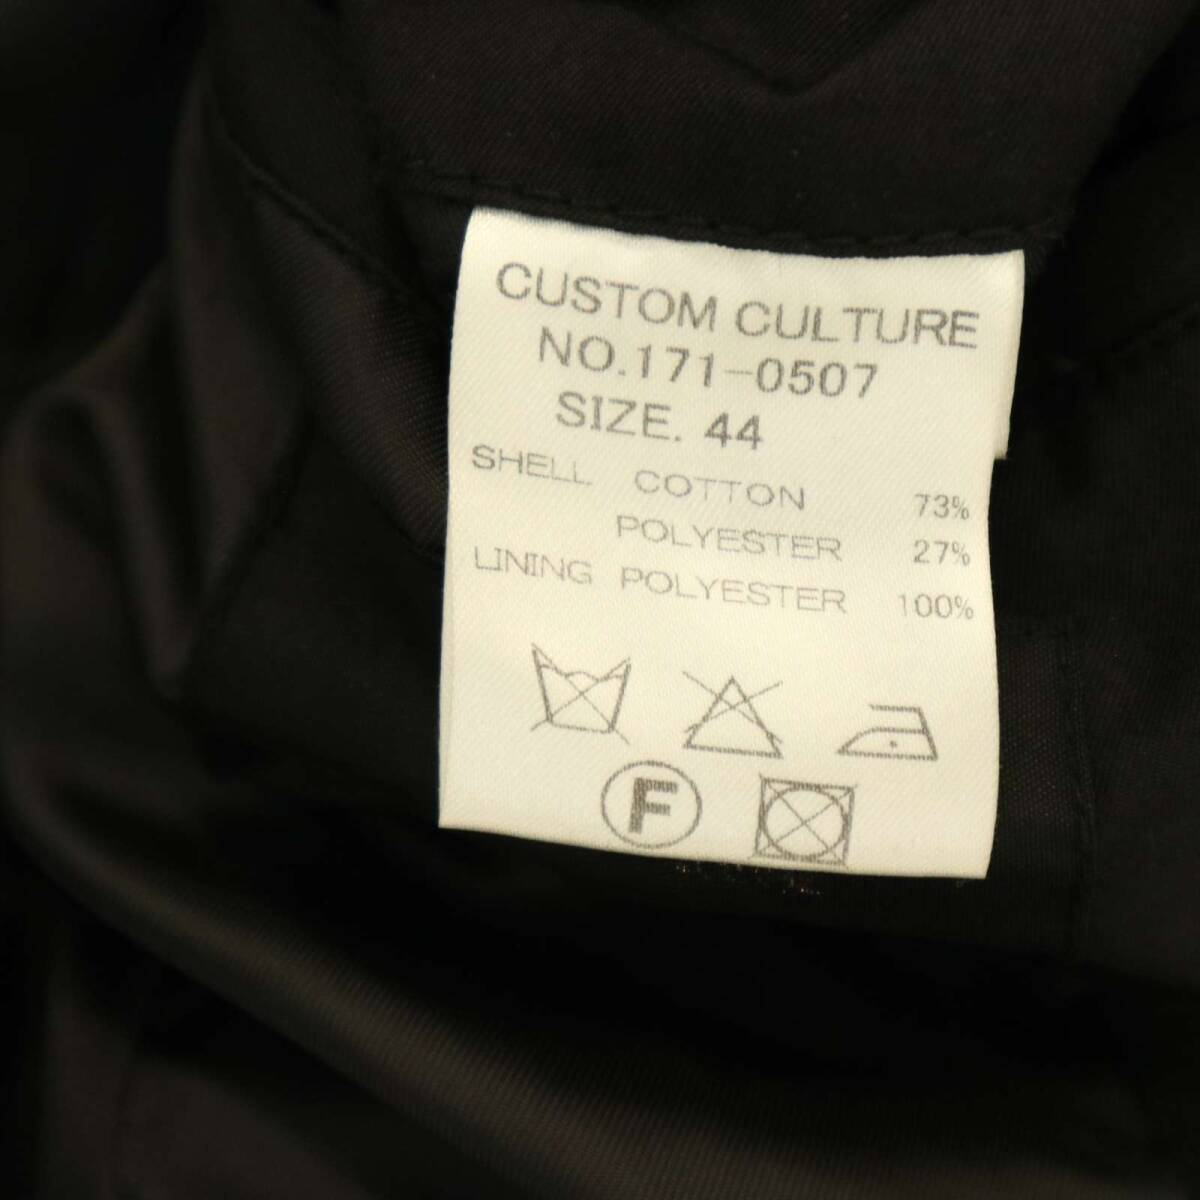 CUSTOM CULTURE
NO.171-0507
SIZE. 44
SHELL COTTON 73%
POLYESTER 27%
LINING POLYESTER 100%
F